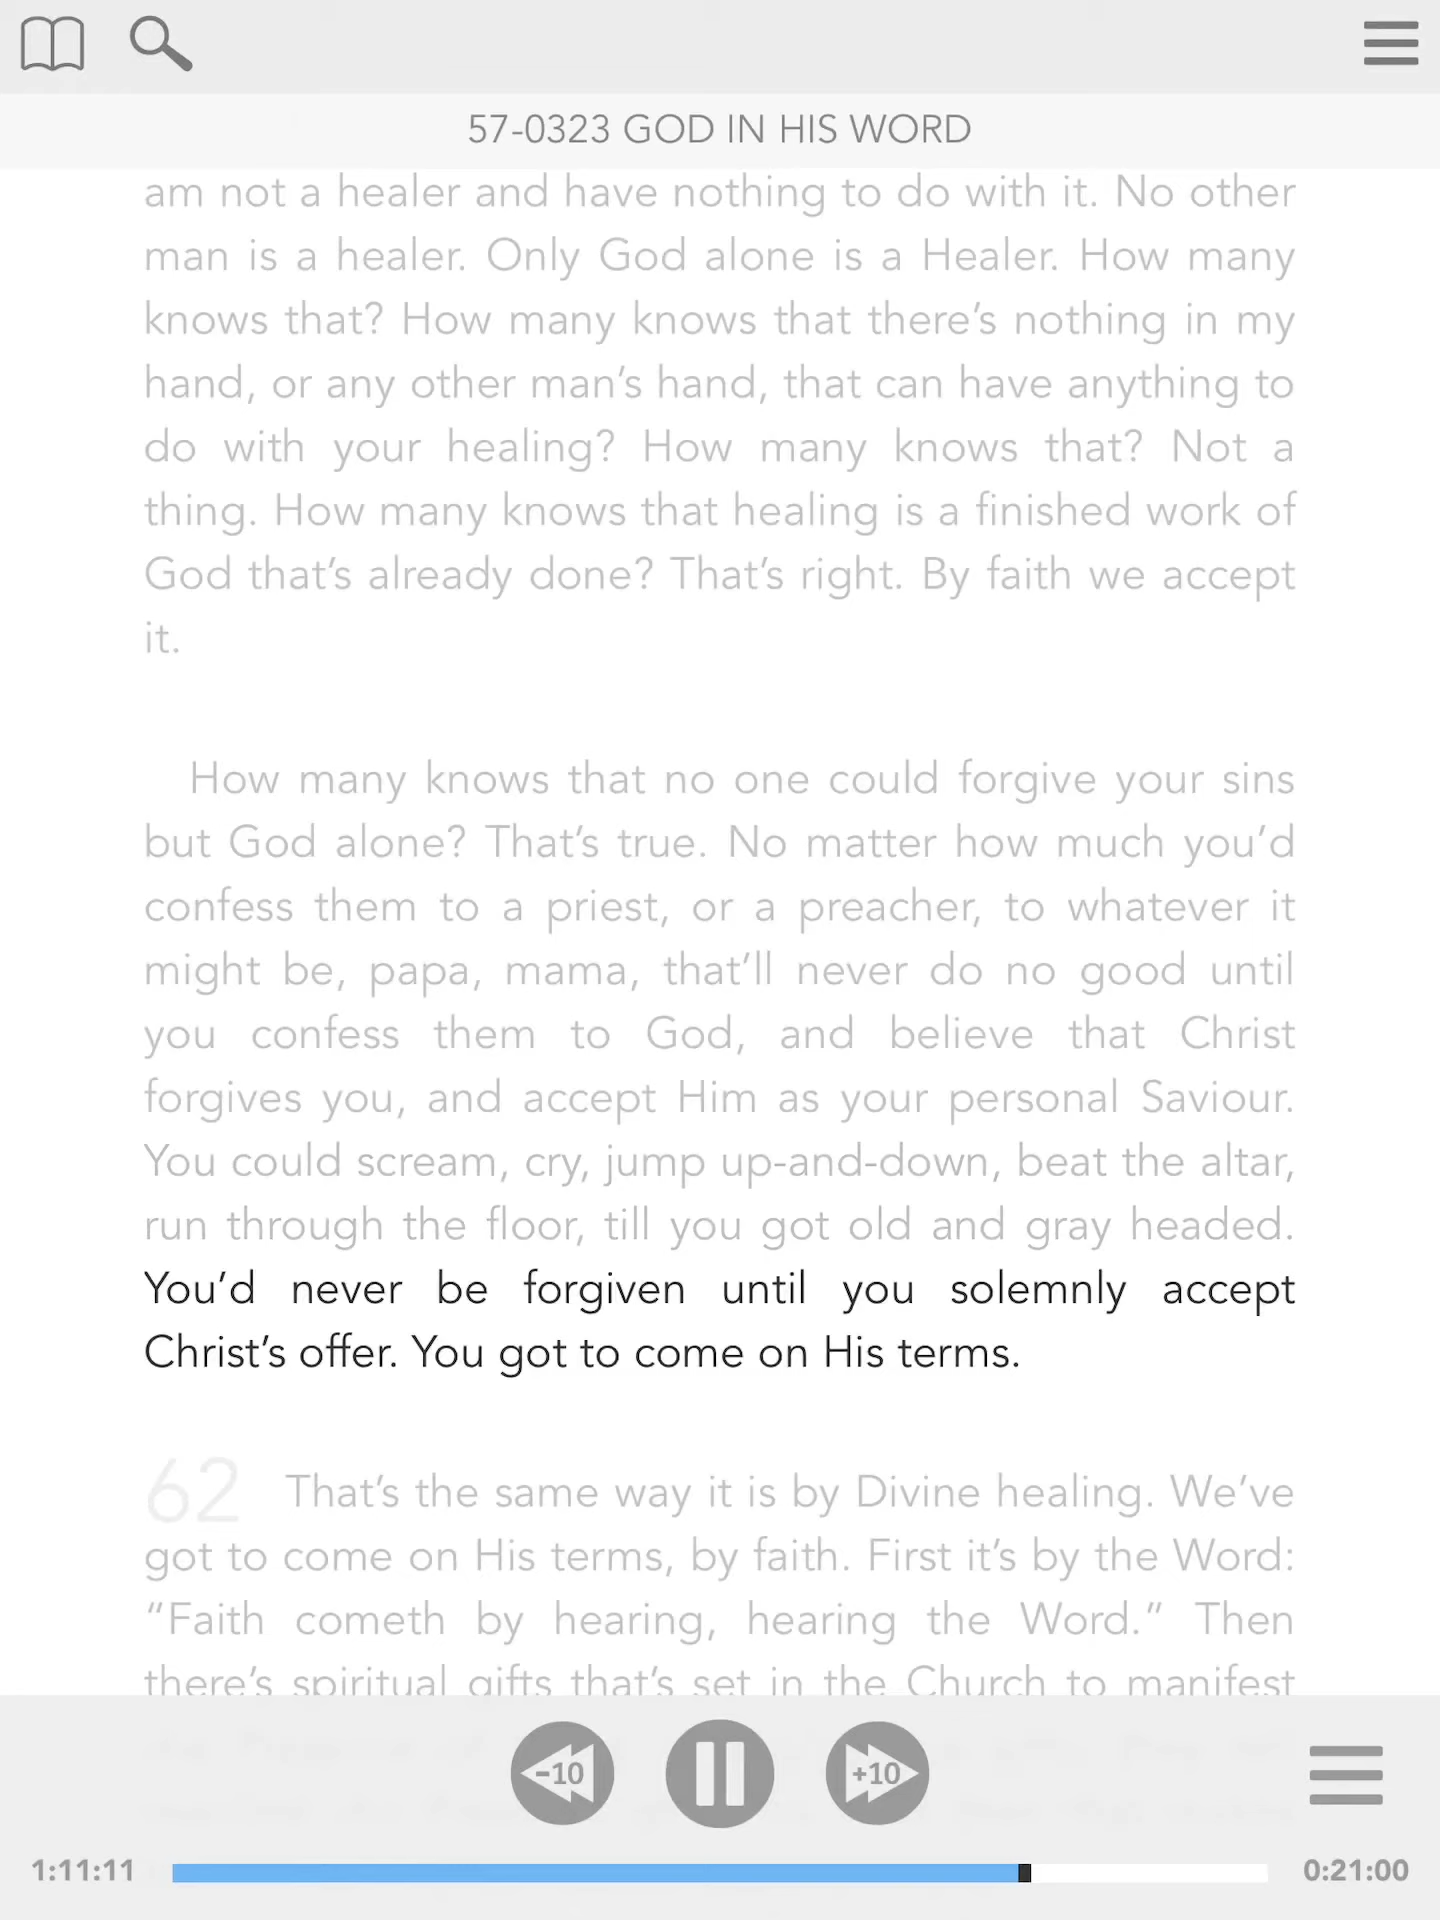 57-0323 GOD IN HIS WORD
am not a healer and have nothing to do with it. No other
man is a healer. Only God alone is a Healer. How many
knows that? How many knows that there’s nothing in my
hand, or any other man’s hand, that can have anything to
do with your healing? How many knows that? Not a
thing. How many knows that healing is a finished work of
God that’s already done? That’s right. By faith we accept
it.
How many knows that no one could forgive your sins
but God alone? That’s true. No matter how much you’d
confess them to a priest, or a preacher, to whatever it
might be, papa, mama, that’ll never do no good until
you confess them to God, and believe that Christ
forgives you, and accept Him as your personal Saviour.
You could scream, cry, jump up-and-down, beat the altar,
run through the floor, till you got old and gray headed.
You’d never be forgiven until you solemnly accept
Christ’s offer. You got to come on His terms.
62 That’s the same way it is by Divine healing. We’ve
got to come on His terms, by faith. First it’s by the Word:
“Faith cometh by hearing, hearing the Word.” Then
there’s spiritual gifts that’s set in the Church to manifest
-10 +10
1:11:11 0:21:00